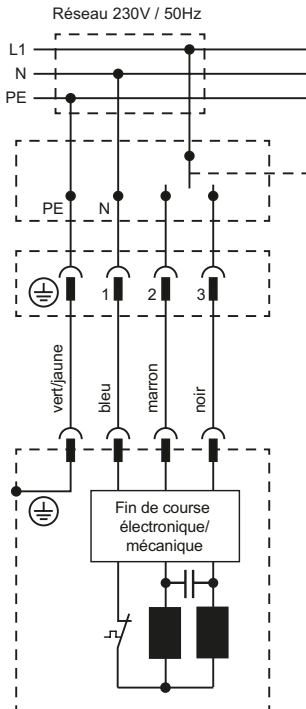 Réseau 230V / 50Hz
L1
N
PE
PE
N
1
2
3
vert/jaune
bleu
marron
noir
Fin de course
électronique/
mécanique